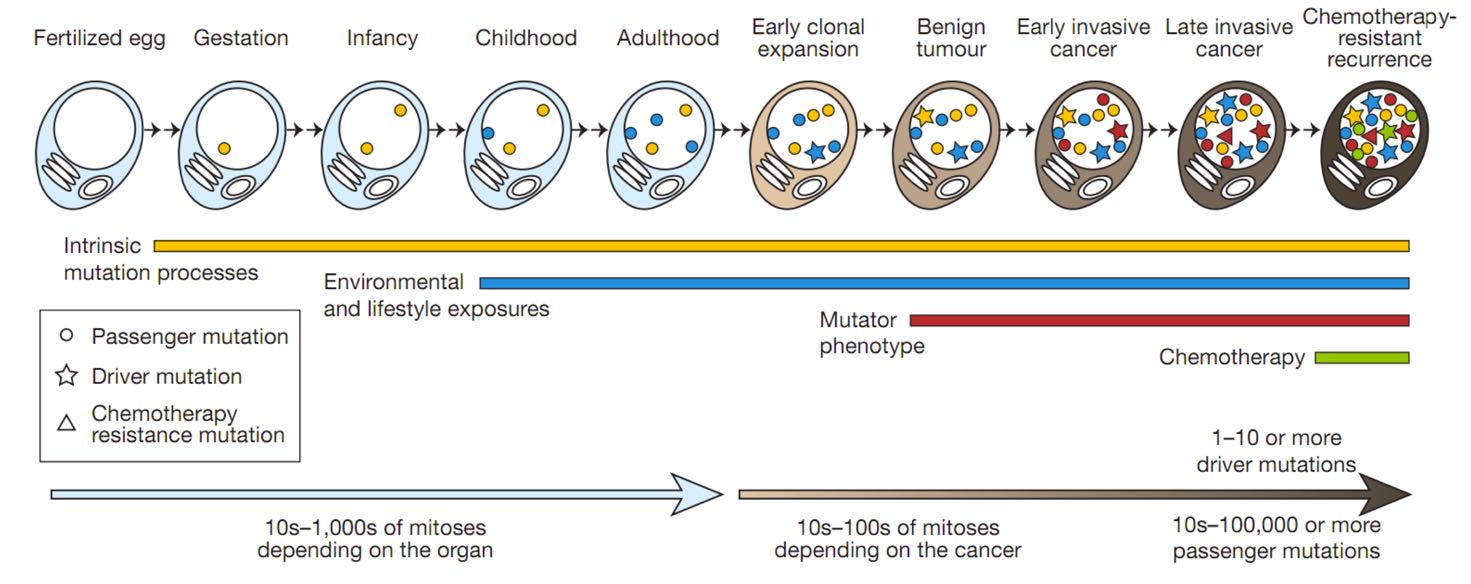 Fertilized egg
Gestation
Infancy
Childhood
Adulthood
Early clonal
expansion
Benign
tumour
Early invasive
cancer
Late invasive
cancer
Chemotherapy-
resistant
recurrence
Intrinsic
mutation processes
Environmental
and lifestyle exposures
Mutator
phenotype
Chemotherapy
Passenger mutation
Driver mutation
Chemotherapy
resistance mutation
1–10 or more
driver mutations
10s–1,000s of mitoses
depending on the organ
10s–100s of mitoses
depending on the cancer
10s–100,000 or more
passenger mutations